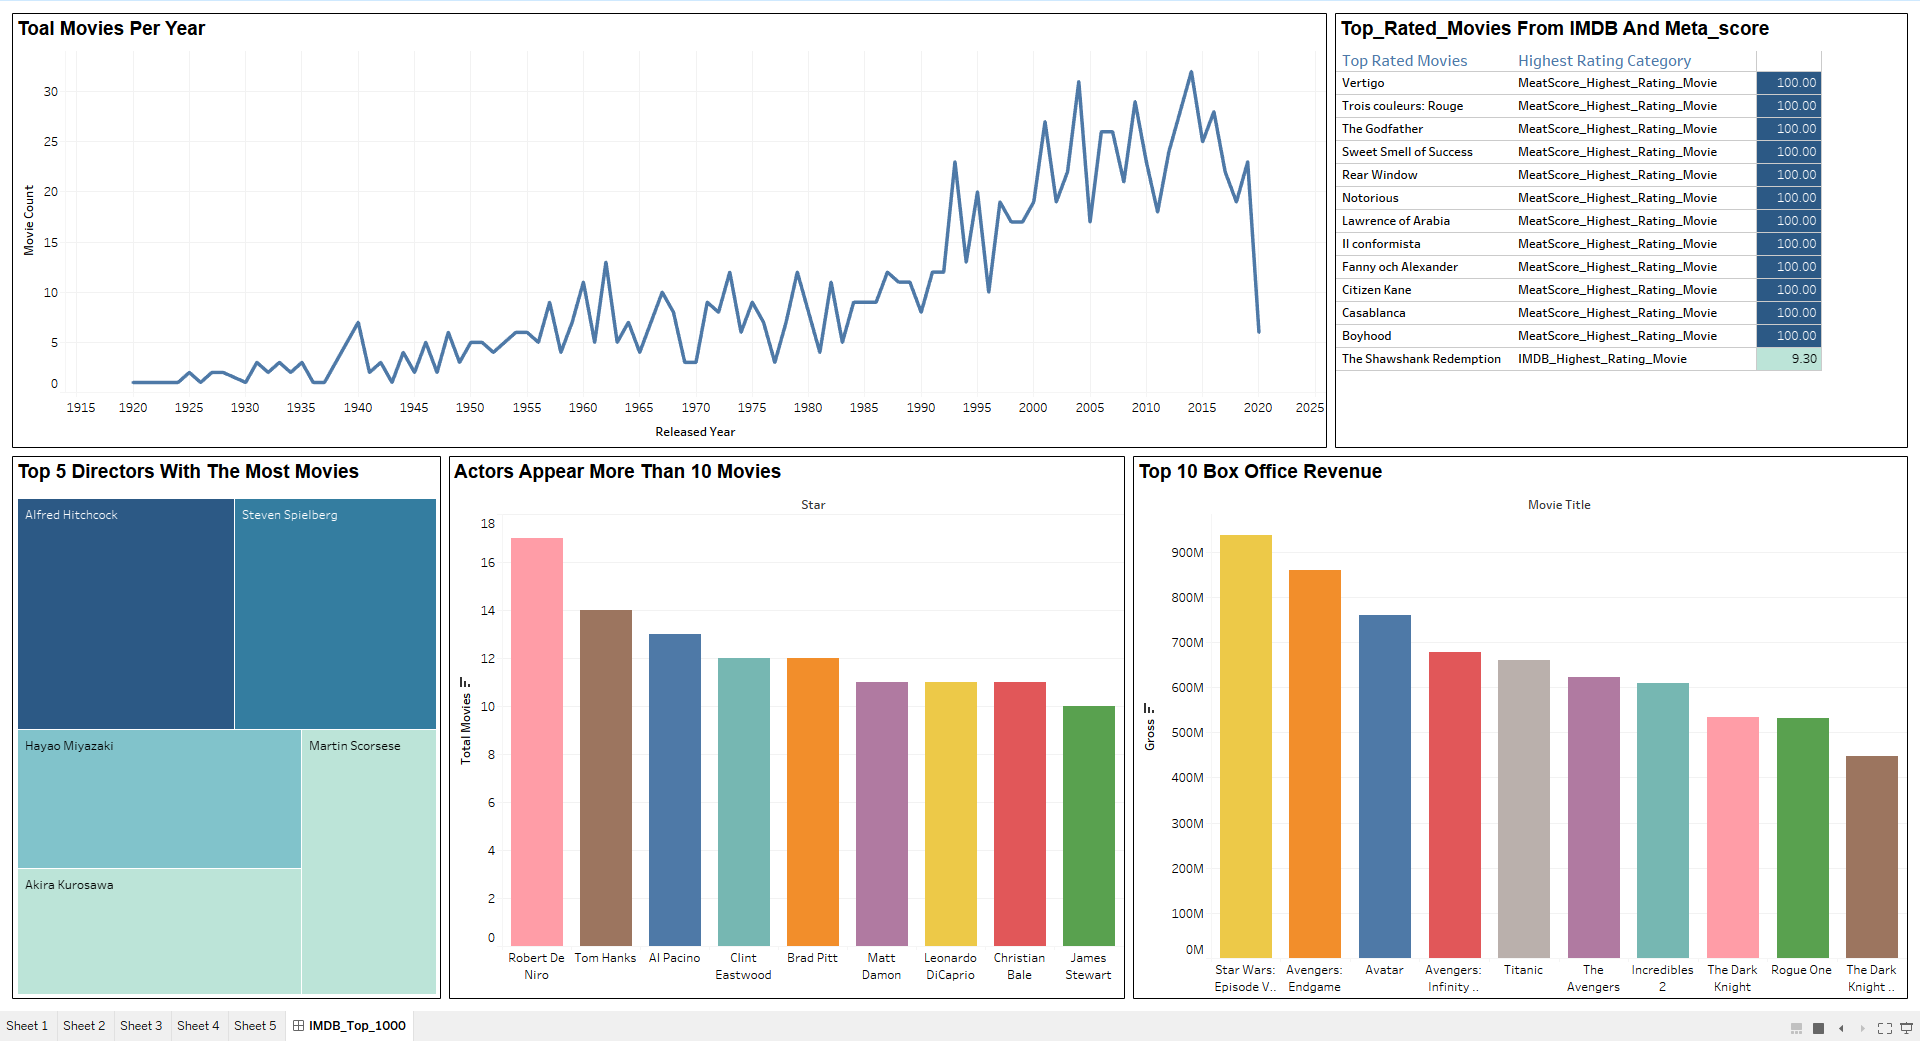 Toal Movies Per Year
Movie Count
30
25
20
15
10
5
0
1915 1920 1925 1930 1935 1940 1945 1950 1955 1960 1965 1970 1975 1980 1985 1990 1995 2000 2005 2010 2015 2020 2025
Released Year
Top_Rated_Movies From IMDB And Meta_score
Top Rated Movies Highest Rating Category
Vertigo MeatScore_Highest_Rating_Movie 100.00
Trois couleurs: Rouge MeatScore_Highest_Rating_Movie 100.00
The Godfather MeatScore_Highest_Rating_Movie 100.00
Sweet Smell of Success MeatScore_Highest_Rating_Movie 100.00
Rear Window MeatScore_Highest_Rating_Movie 100.00
Notorious MeatScore_Highest_Rating_Movie 100.00
Lawrence of Arabia MeatScore_Highest_Rating_Movie 100.00
Il conformista MeatScore_Highest_Rating_Movie 100.00
Fanny och Alexander MeatScore_Highest_Rating_Movie 100.00
Citizen Kane MeatScore_Highest_Rating_Movie 100.00
Casablanca MeatScore_Highest_Rating_Movie 100.00
Boyhood MeatScore_Highest_Rating_Movie 100.00
The Shawshank Redemption IMDB_Highest_Rating_Movie 9.30
Top 5 Directors With The Most Movies
Alfred Hitchcock
Steven Spielberg
Hayao Miyazaki
Martin Scorsese
Akira Kurosawa
Actors Appear More Than 10 Movies
Star
Total Movies
18
16
14
12
10
8
6
4
2
0
Robert De Niro
Tom Hanks
Al Pacino
Clint Eastwood
Brad Pitt
Matt Damon
Leonardo DiCaprio
Christian Bale
James Stewart
Top 10 Box Office Revenue
Movie Title
Gross
900M
800M
700M
600M
500M
400M
300M
200M
100M
0M
Star Wars: Episode V..
Avengers: Endgame
Avatar
Avengers: Infinity ..
Titanic
The Avengers
Incredibles 2
The Dark Knight
Rogue One
The Dark Knight ..
Sheet 1 Sheet 2 Sheet 3 Sheet 4 Sheet 5 IMDB_Top_1000